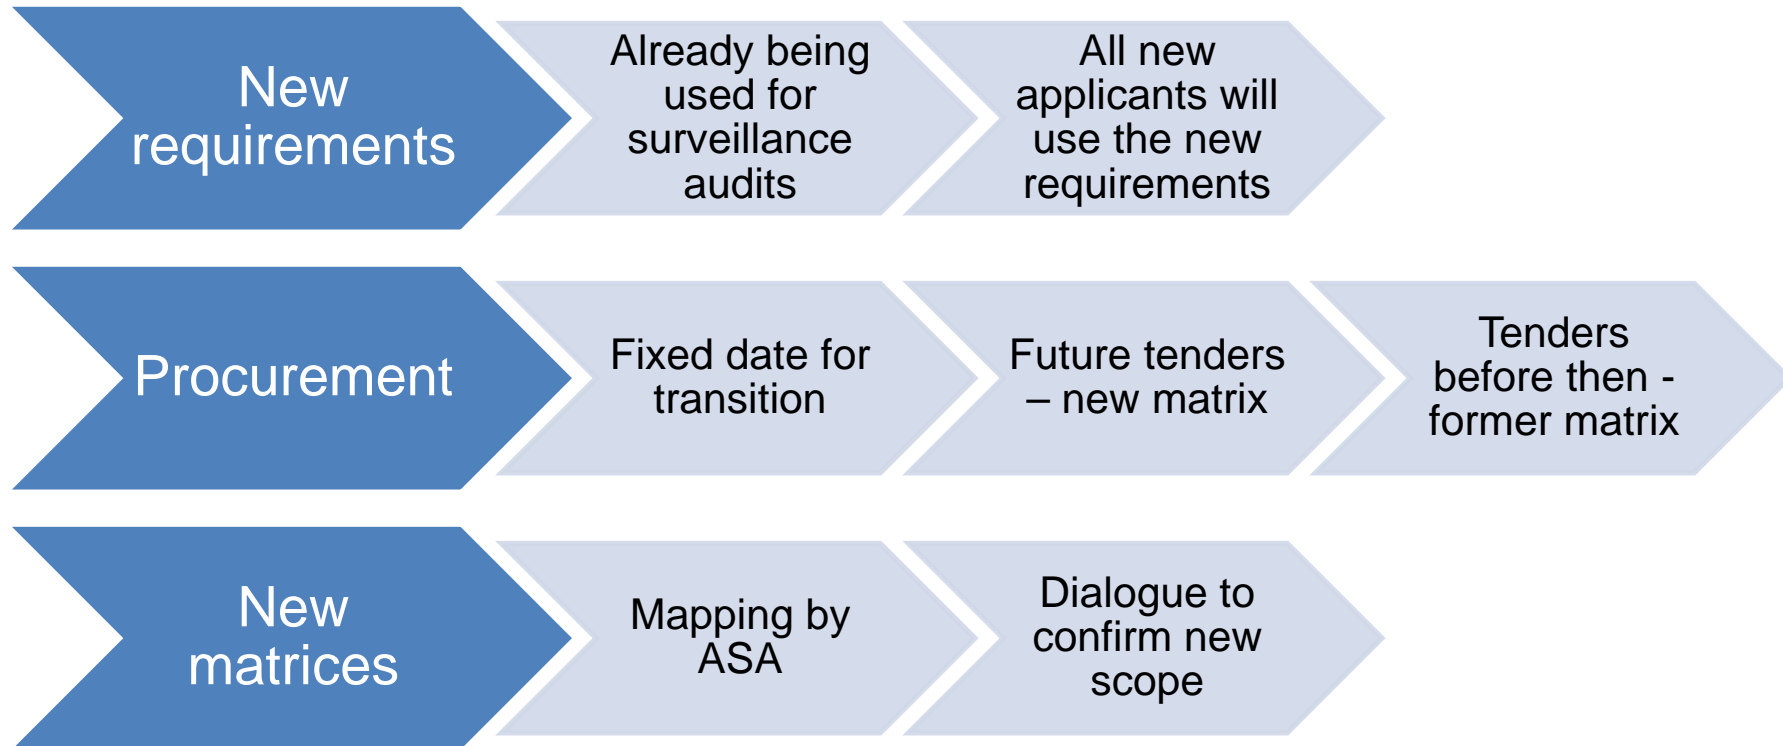 New
requirements
Already being
used for
surveillance
audits
All new
applicants will
use the new
requirements
Procurement
Fixed date for
transition
Future tenders
– new matrix
Tenders
before then -
former matrix
New
matrices
Mapping by
ASA
Dialogue to
confirm new
scope